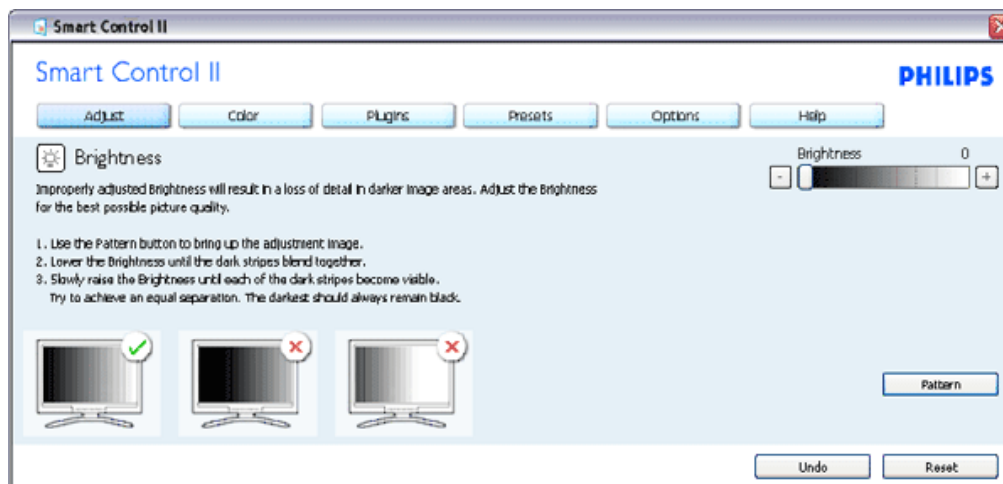 Smart Control II
Smart Control II
PHILIPS
Adjust Color Plugins Presets Options Help
Brightness
Brightness 0
Improperly adjusted Brightness will result in a loss of detail in darker image areas. Adjust the Brightness
for the best possible picture quality.
- +
1. Use the Pattern button to bring up the adjustment image.
2. Lower the Brightness until the dark stripes blend together.
3. Slowly raise the Brightness until each of the dark stripes become visible.
Try to achieve an equal separation. The darkest should always remain black.
Pattern
Undo Reset